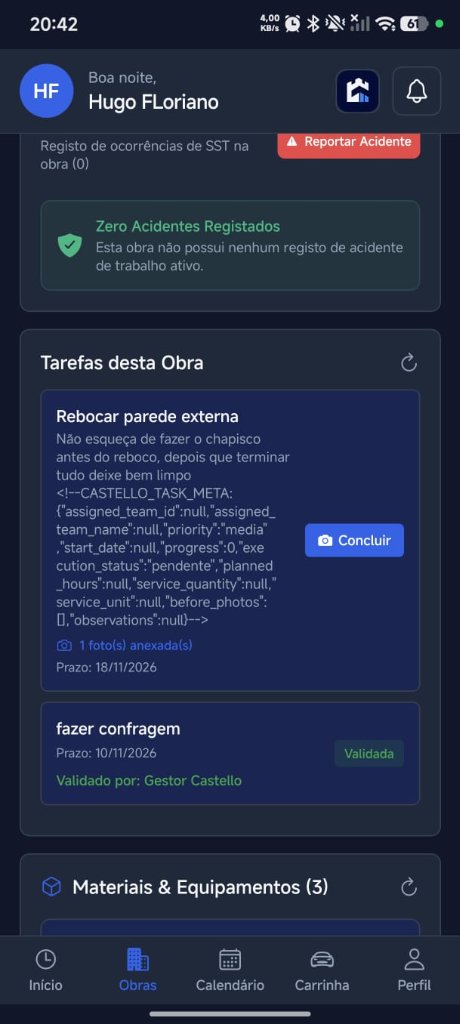 20:42
4,00
KB/s
61
HF
Boa noite,
Hugo FLoriano
Registo de ocorrências de SST na
obra (0)
Reportar Acidente
Zero Acidentes Registados
Esta obra não possui nenhum registo de acidente
de trabalho ativo.
Tarefas desta Obra
Rebocar parede externa
Não esqueça de fazer o chapisco
antes do reboco, depois que terminar
tudo deixe bem limpo
<!--CASTELLO_TASK_META:
{"assigned_team_id":null,"assigned_
team_name":null,"priority":"media"
,"start_date":null,"progress":0,"exe
cution_status":"pendente","planned
_hours":null,"service_quantity":null,"
service_unit":null,"before_photos":
[],"observations":null}-->
Concluir
1 foto(s) anexada(s)
Prazo: 18/11/2026
fazer confragem
Prazo: 10/11/2026
Validada
Validado por: Gestor Castello
Materiais & Equipamentos (3)
Início
Obras
Calendário
Carrinha
Perfil